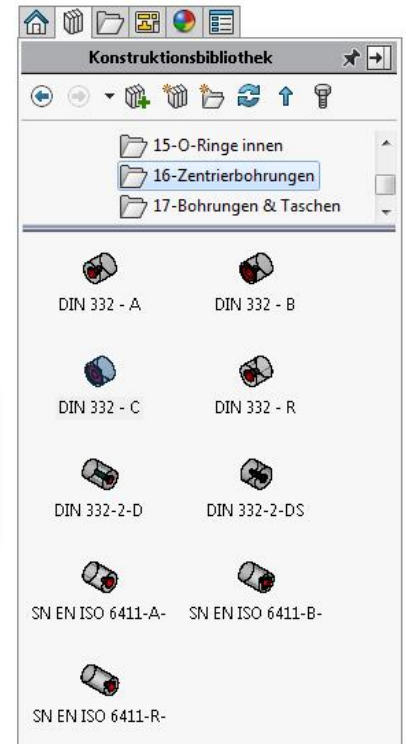 Konstruktionsbibliothek
15-O-Ringe innen
16-Zentrierbohrungen
17-Bohrungen & Taschen
DIN 332 - A DIN 332 - B
DIN 332 - C DIN 332 - R
DIN 332-2-D DIN 332-2-DS
SN EN ISO 6411-A- SN EN ISO 6411-B-
SN EN ISO 6411-R-